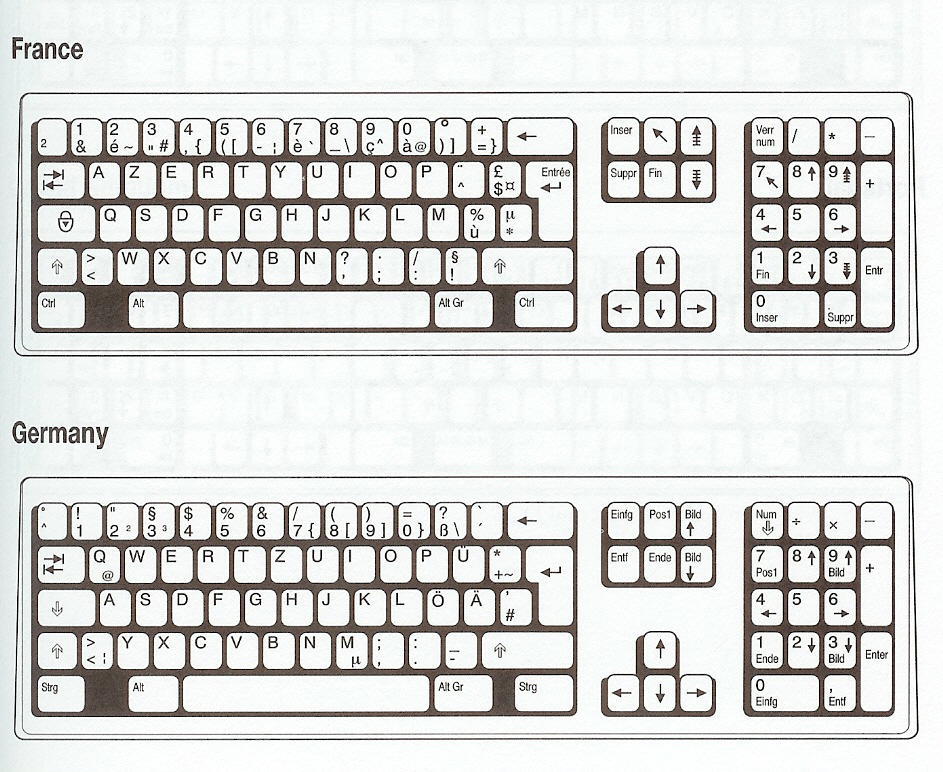 France
2 1 & 2 é ~ 3 " # 4 ' { 5 ( [ 6 - ¦ 7 è ` 8 _ \ 9 ç ^ 0 à @ ° ) ] + = } ← Inser ↖ Verr num / * –
A Z E R T Y U I O P ¨ ^ £ $ ¤ Entrée Suppr Fin 7 8 ↑ 9 +
Q S D F G H J K L M % ù µ * 4 ← 5 6 →
> < W X C V B N ? , . ; / : § ! ↑ 1 Fin 2 ↓ 3 Entr
Ctrl Alt Alt Gr Ctrl ← ↓ → 0 Inser . Suppr
Germany
° ^ ! 1 " 2 ² § 3 ³ $ 4 % 5 & 6 / 7 { ( 8 [ ) 9 ] = 0 } ? ß \ ` ´ ← Einfg Pos1 Bild ↑ Num ÷ × –
Q @ W E R T Z U I O P Ü * + ~ Entf Ende Bild ↓ 7 Pos1 8 ↑ 9 ↑ Bild +
A S D F G H J K L Ö Ä ' # 4 ← 5 6 →
> < ¦ Y X C V B N M µ ; , : . _ - ↑ 1 Ende 2 ↓ 3 ↓ Bild Enter
Strg Alt Alt Gr Strg ← ↓ → 0 Einfg , Entf